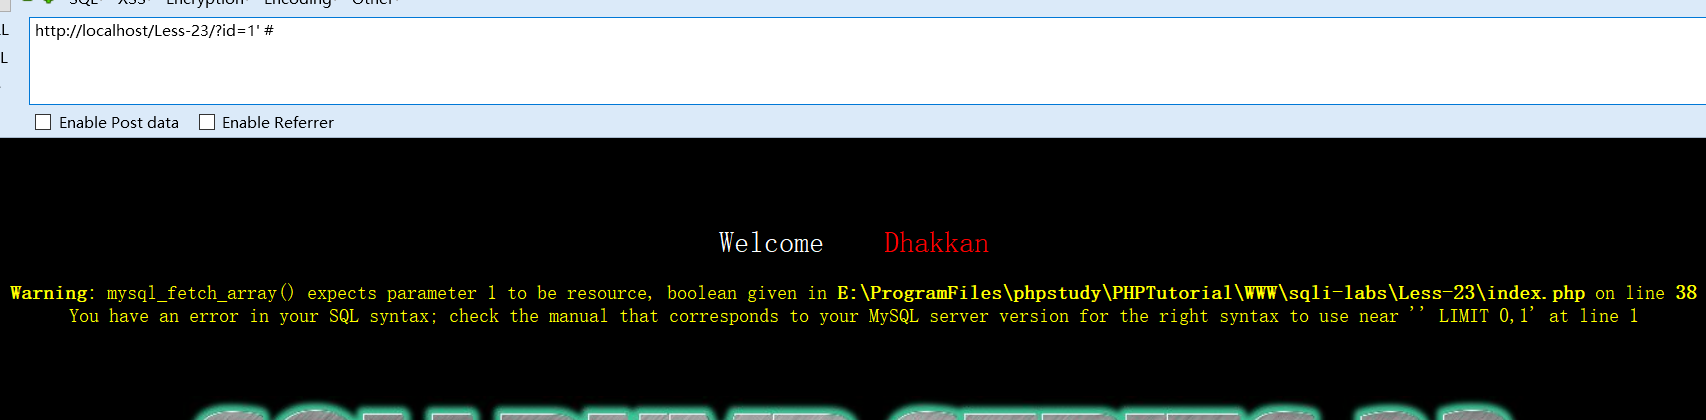 SQL XSS Encryption Encoding Other
L
http://localhost/Less-23/?id=1' #
L
Enable Post data Enable Referrer
Welcome Dhakkan
Warning: mysql_fetch_array() expects parameter 1 to be resource, boolean given in E:\ProgramFiles\phpstudy\PHPTutorial\WWW\sqli-labs\Less-23\index.php on line 38
You have an error in your SQL syntax; check the manual that corresponds to your MySQL server version for the right syntax to use near '' LIMIT 0,1' at line 1